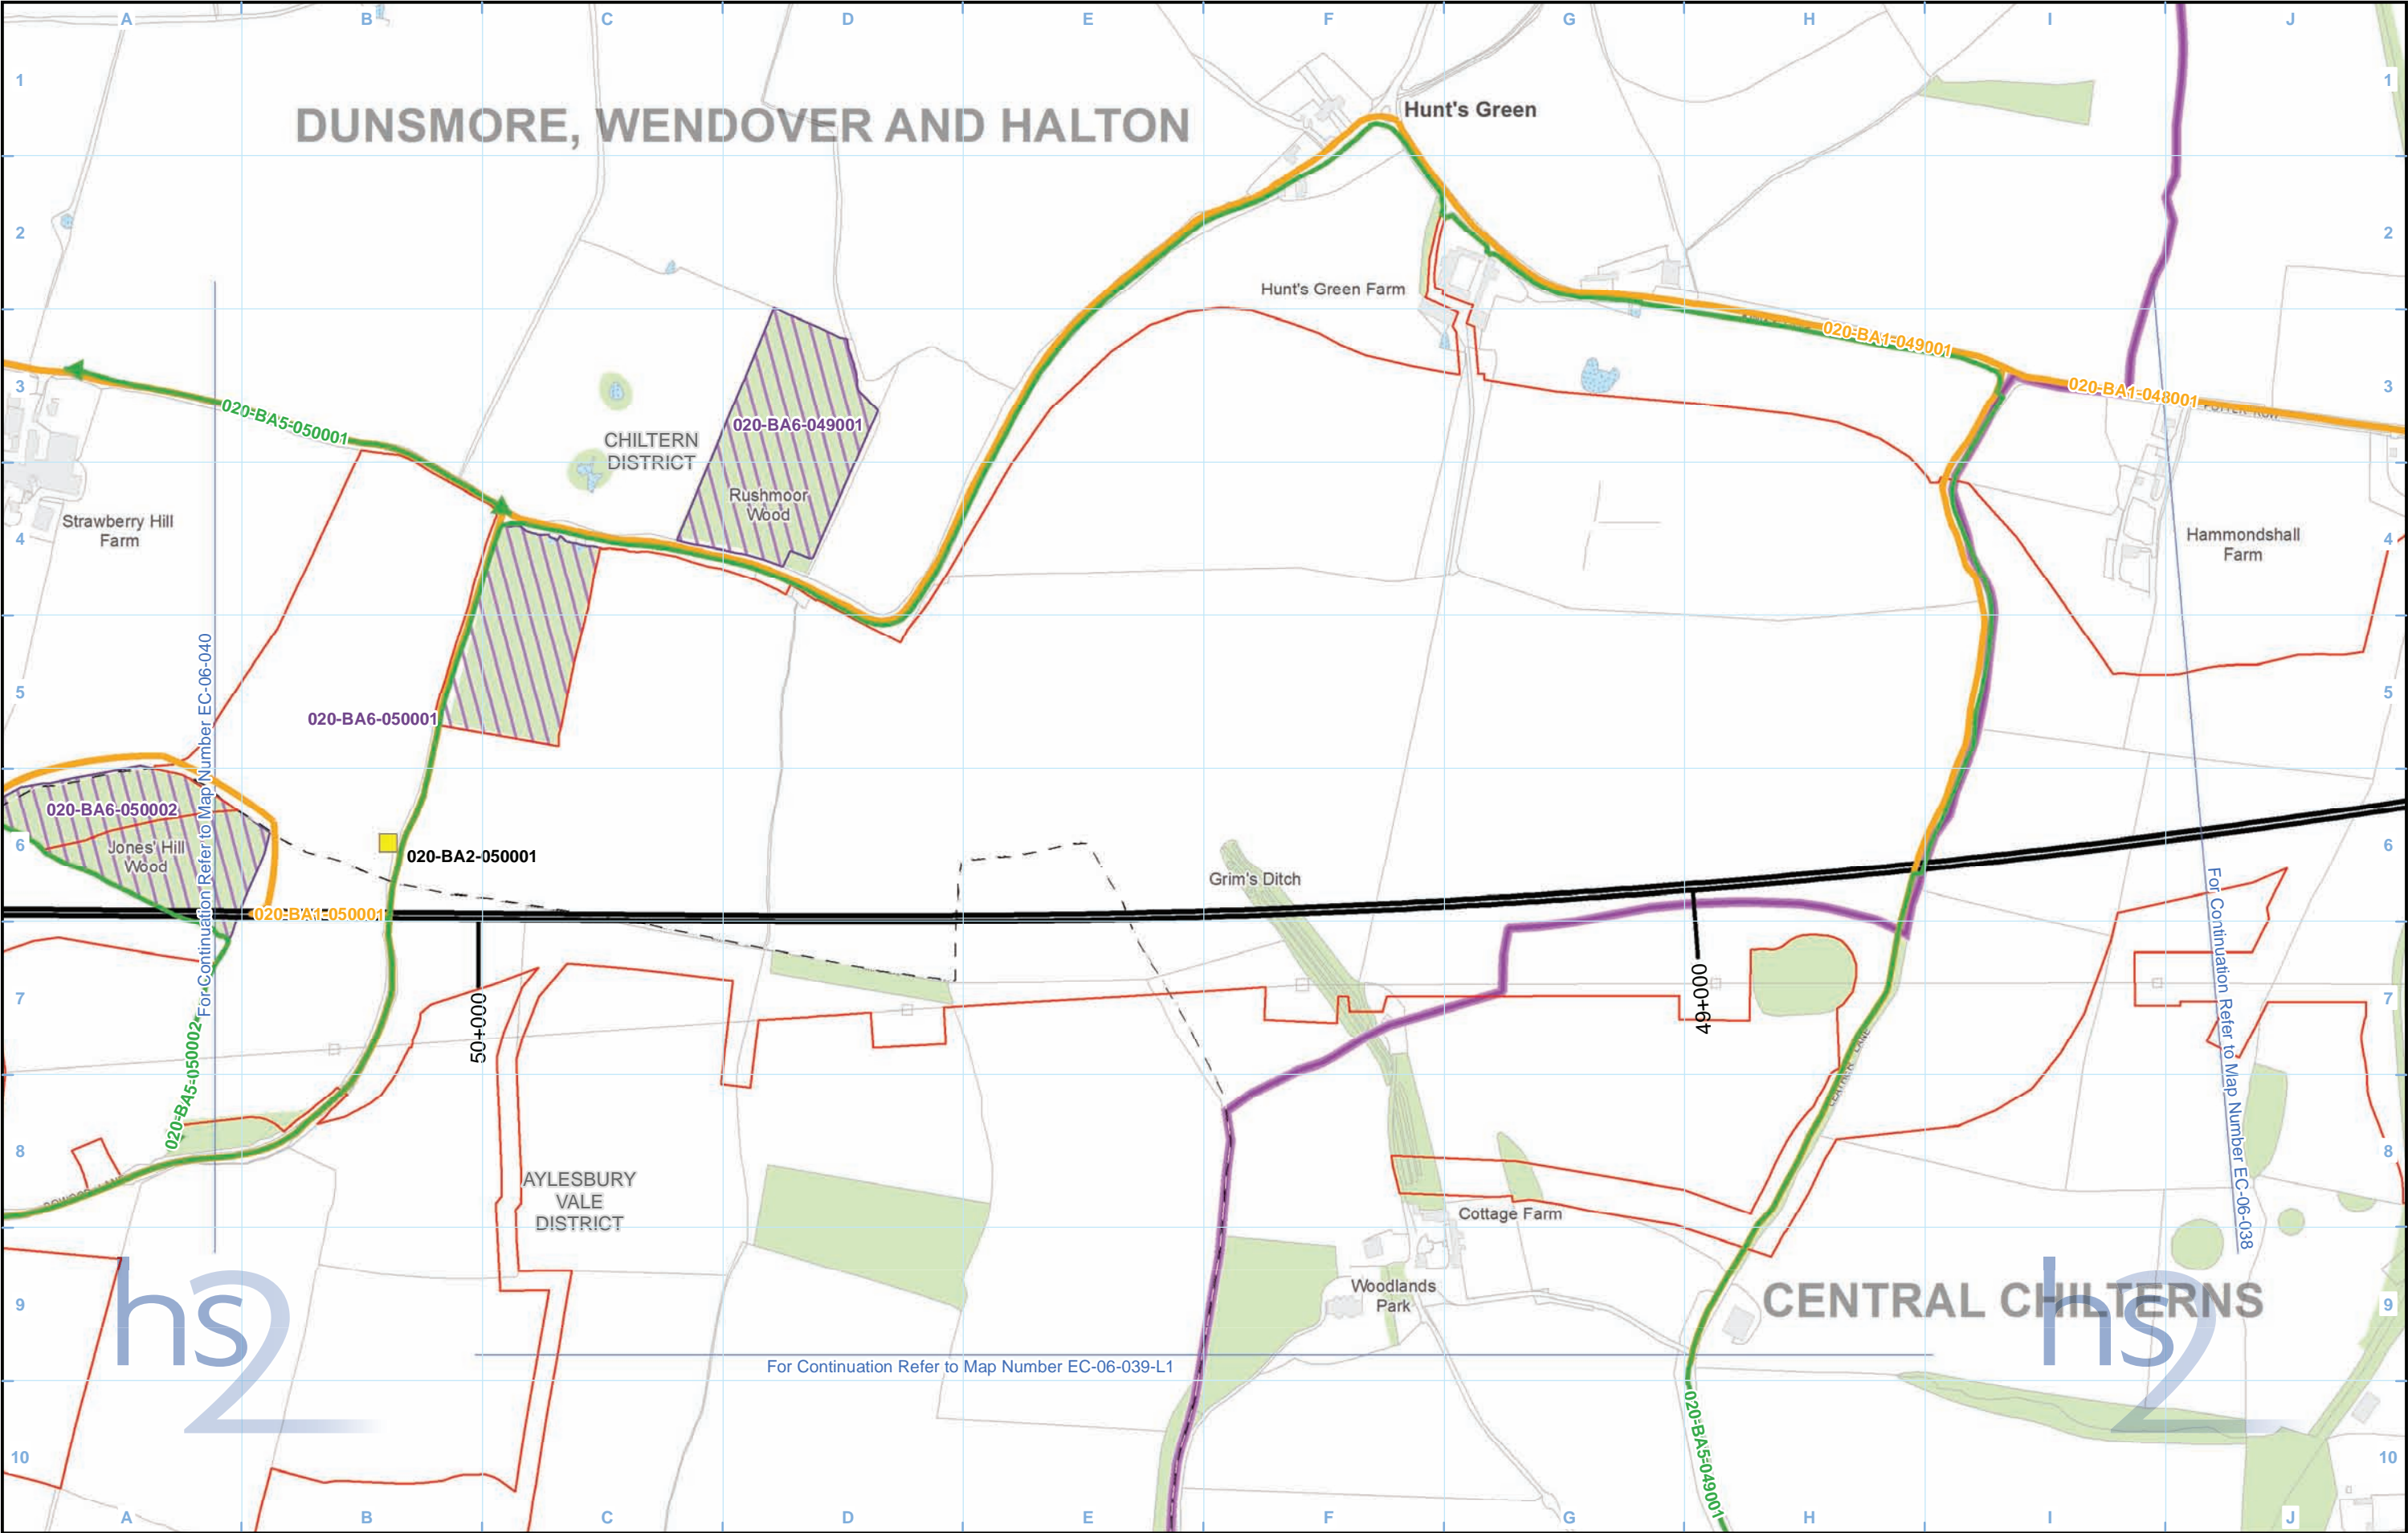 A B C D E F G H I J
1 1
DUNSMORE, WENDOVER AND HALTON
Hunt's Green
2 2
Hunt's Green Farm
020-BA1-049001
3 3
020-BA1-048001
POTTER ROW
020-BA5-050001
020-BA6-049001
CHILTERN
DISTRICT
Rushmoor
Wood
Strawberry Hill
Farm
4 4
Hammondshall
Farm
5 5
020-BA6-050001
For Continuation Refer to Map Number EC-06-040
020-BA6-050002
6 6
Jones' Hill
Wood
020-BA2-050001
Grim's Ditch
020-BA1-050001
7 7
50+000
49+000
020-BA5-050002
LEATHER LANE
For Continuation Refer to Map Number EC-06-038
8 8
BOWOOD LANE
AYLESBURY
VALE
DISTRICT
Cottage Farm
Woodlands
Park
9 9
hs2
CENTRAL CHILTERNS
hs2
For Continuation Refer to Map Number EC-06-039-L1
020-BA5-049001
10 10
A B C D E F G H I J